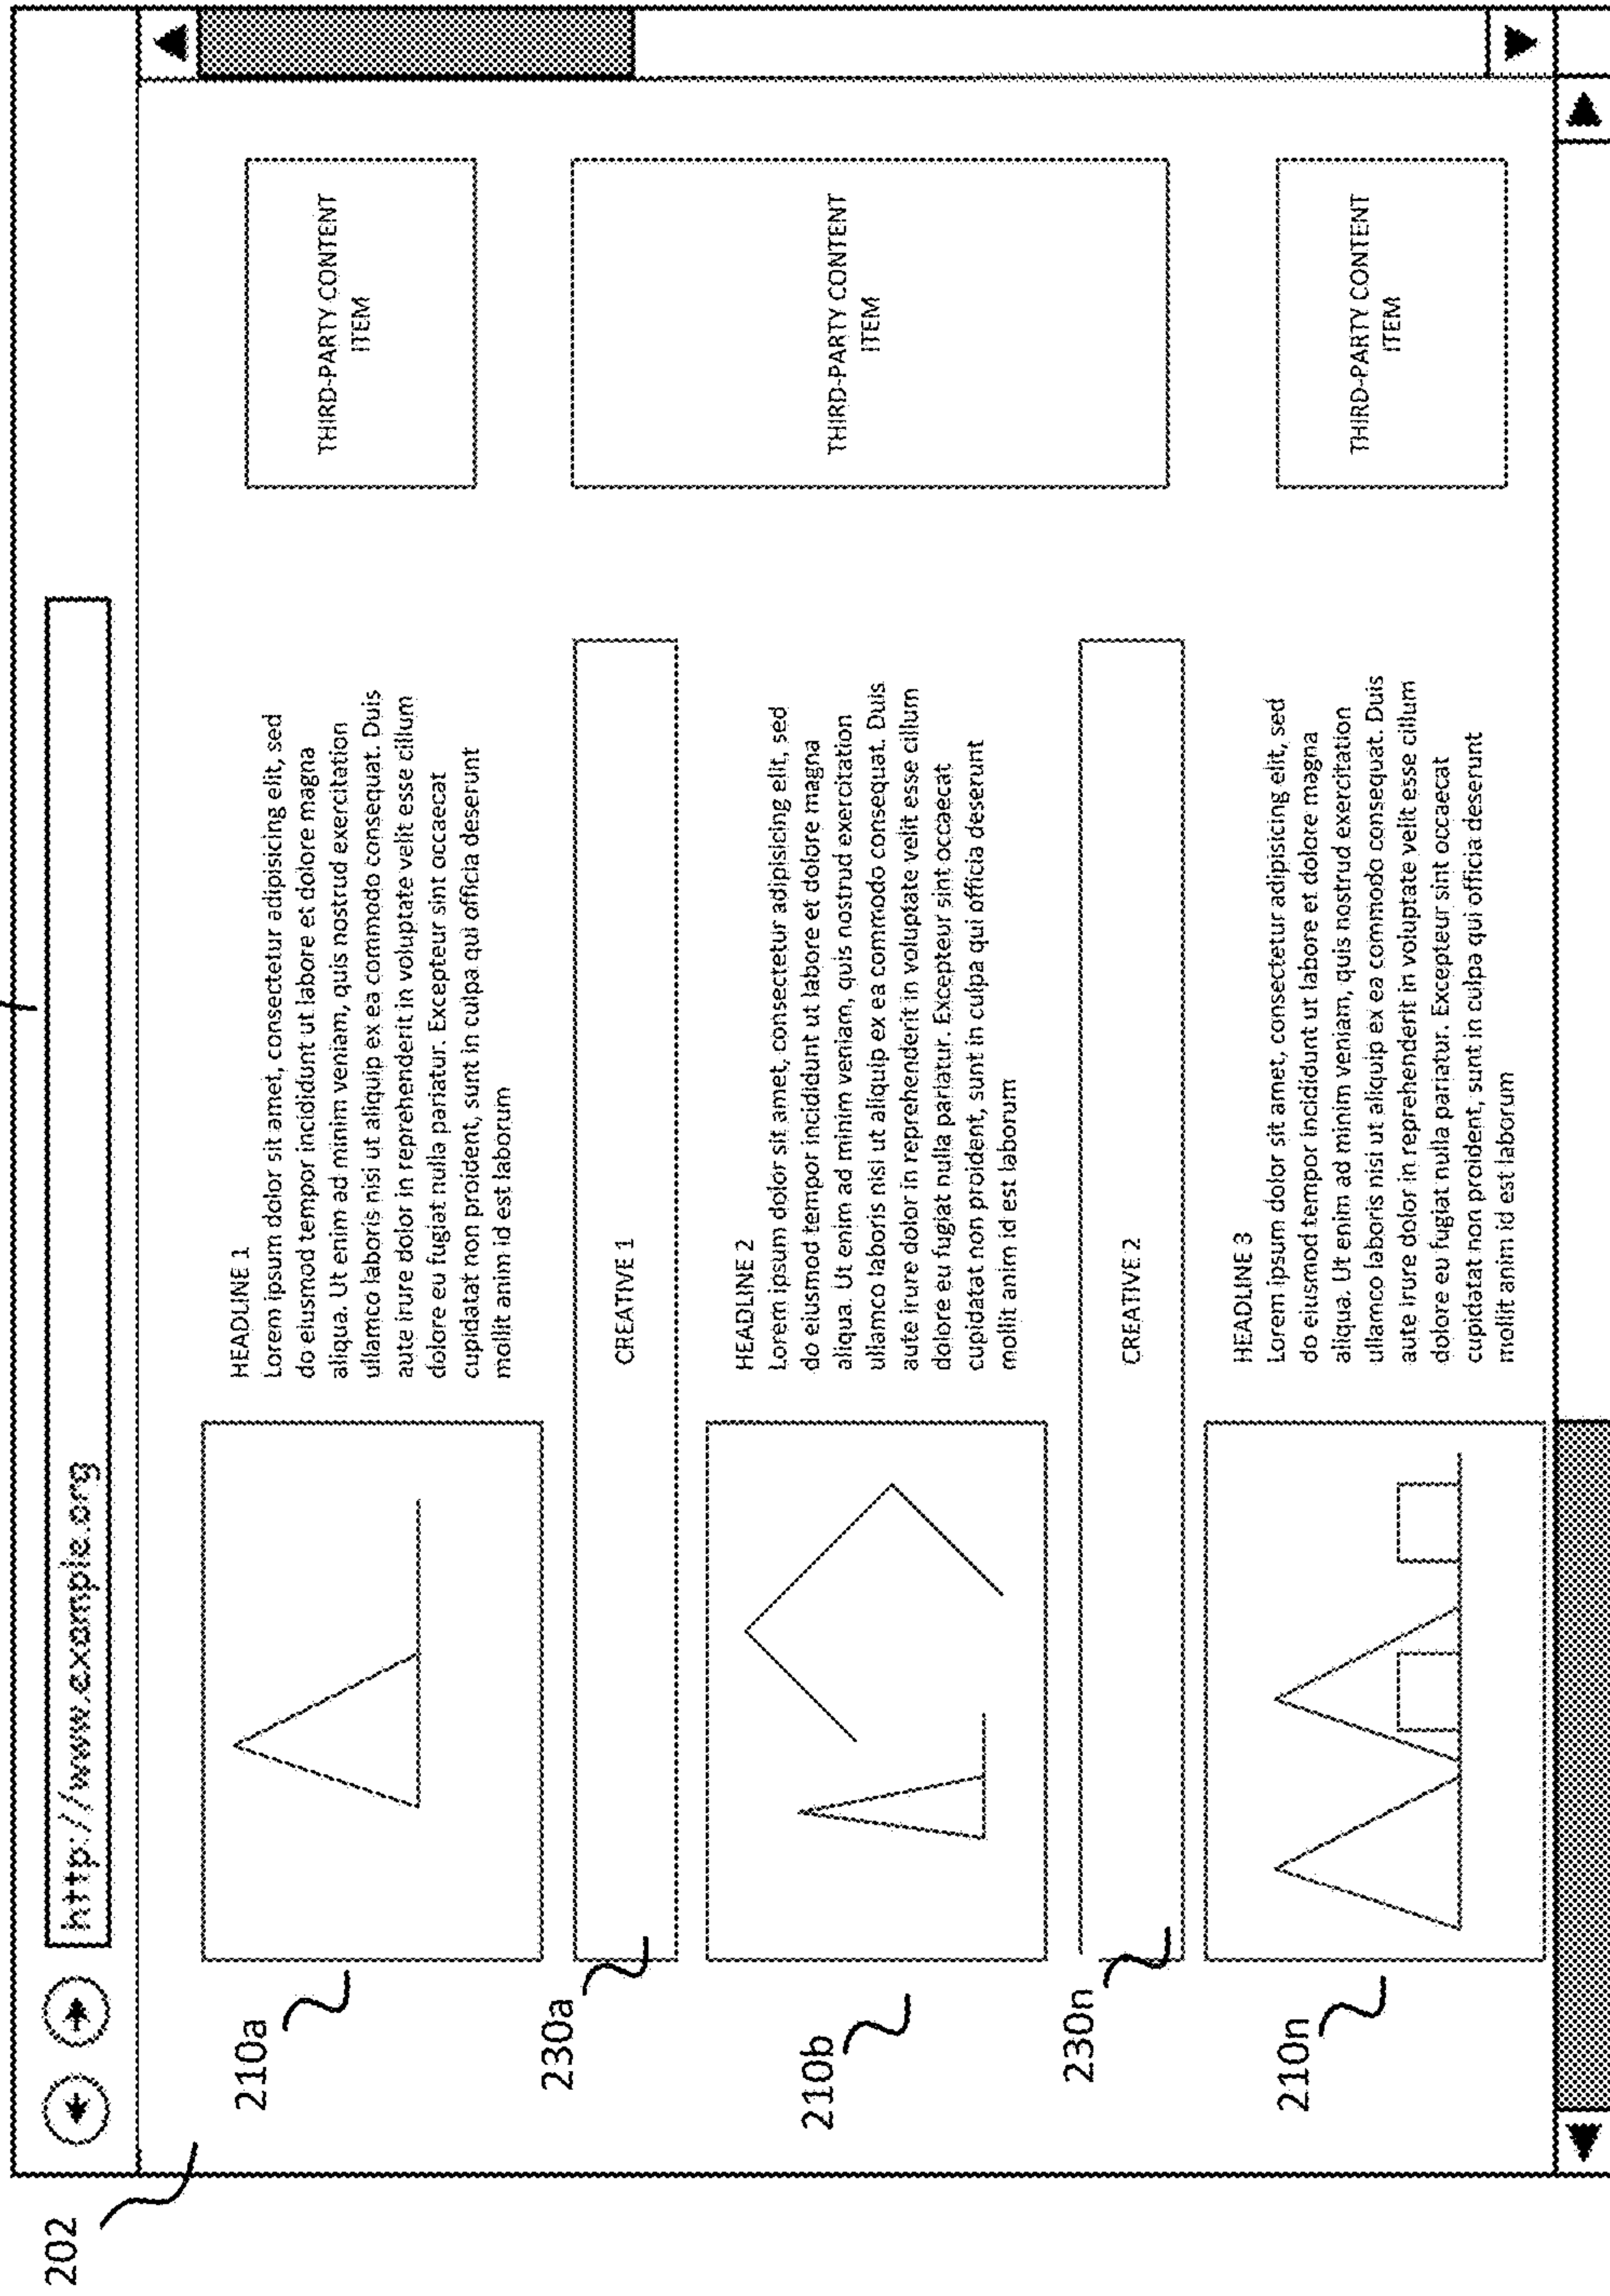 202
http://www.example.org
210a
HEADLINE 1
Lorem ipsum dolor sit amet, consectetur adipisicing elit, sed
do eiusmod tempor incididunt ut labore et dolore magna
aliqua. Ut enim ad minim veniam, quis nostrud exercitation
ullamco laboris nisi ut aliquip ex ea commodo consequat. Duis
aute irure dolor in reprehenderit in voluptate velit esse cillum
dolore eu fugiat nulla pariatur. Excepteur sint occaecat
cupidatat non proident, sunt in culpa qui officia deserunt
mollit anim id est laborum
THIRD-PARTY CONTENT
ITEM
230a
CREATIVE 1
210b
HEADLINE 2
Lorem ipsum dolor sit amet, consectetur adipisicing elit, sed
do eiusmod tempor incididunt ut labore et dolore magna
aliqua. Ut enim ad minim veniam, quis nostrud exercitation
ullamco laboris nisi ut aliquip ex ea commodo consequat. Duis
aute irure dolor in reprehenderit in voluptate velit esse cillum
dolore eu fugiat nulla pariatur. Excepteur sint occaecat
cupidatat non proident, sunt in culpa qui officia deserunt
mollit anim id est laborum
THIRD-PARTY CONTENT
ITEM
230n
CREATIVE 2
210n
HEADLINE 3
Lorem ipsum dolor sit amet, consectetur adipisicing elit, sed
do eiusmod tempor incididunt ut labore et dolore magna
aliqua. Ut enim ad minim veniam, quis nostrud exercitation
ullamco laboris nisi ut aliquip ex ea commodo consequat. Duis
aute irure dolor in reprehenderit in voluptate velit esse cillum
dolore eu fugiat nulla pariatur. Excepteur sint occaecat
cupidatat non proident, sunt in culpa qui officia deserunt
mollit anim id est laborum
THIRD-PARTY CONTENT
ITEM